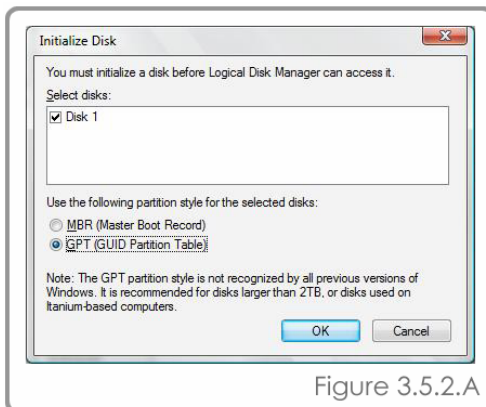 Initialize Disk
You must initialize a disk before Logical Disk Manager can access it.
Select disks:
Disk 1
Use the following partition style for the selected disks:
MBR (Master Boot Record)
GPT (GUID Partition Table)
Note: The GPT partition style is not recognized by all previous versions of
Windows. It is recommended for disks larger than 2TB, or disks used on
Itanium-based computers.
OK Cancel
Figure 3.5.2.A